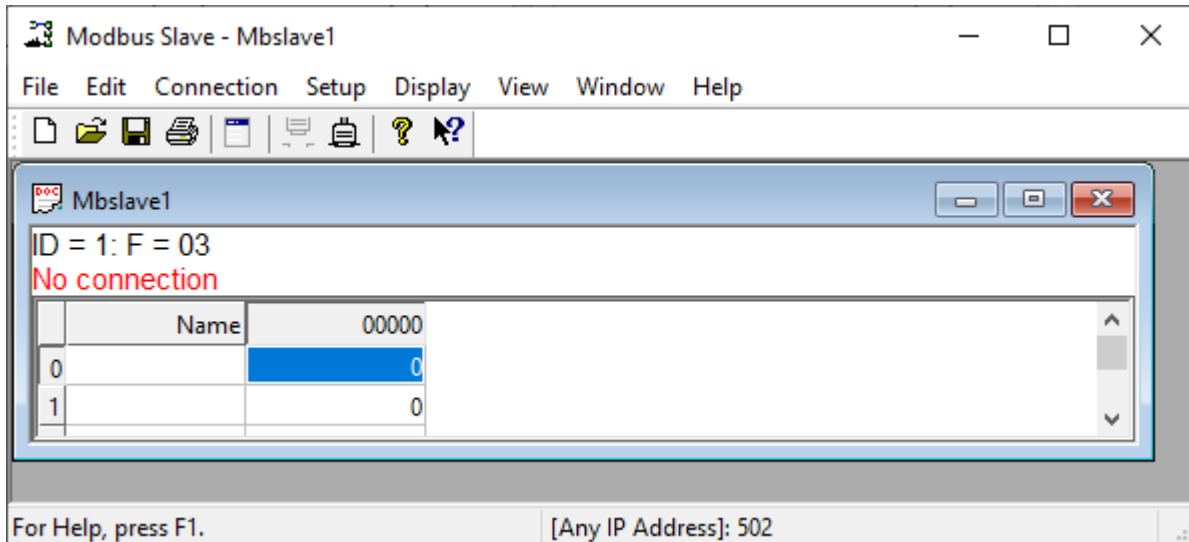 Modbus Slave - Mbslave1
File Edit Connection Setup Display View Window Help
DOC Mbslave1
ID = 1: F = 03
No connection
Name 00000
0 0
1 0
For Help, press F1. [Any IP Address]: 502